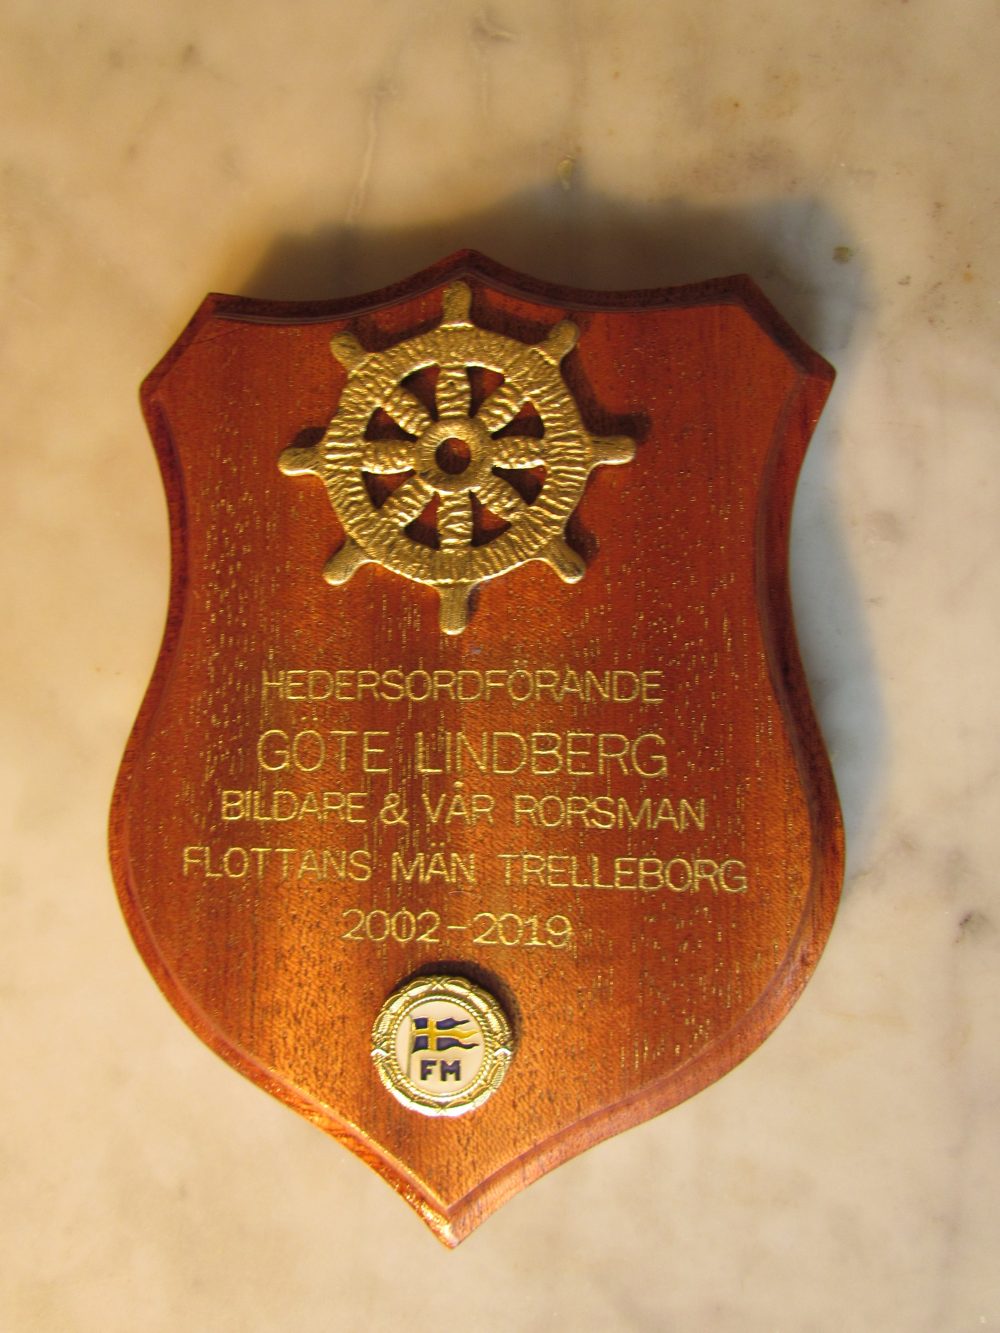 HEDERSORDFÖRANDE
GÖTE LINDBERG
BILDARE & VÅR RORSMAN
FLOTTANS MÄN TRELLEBORG
2002-2019
FM